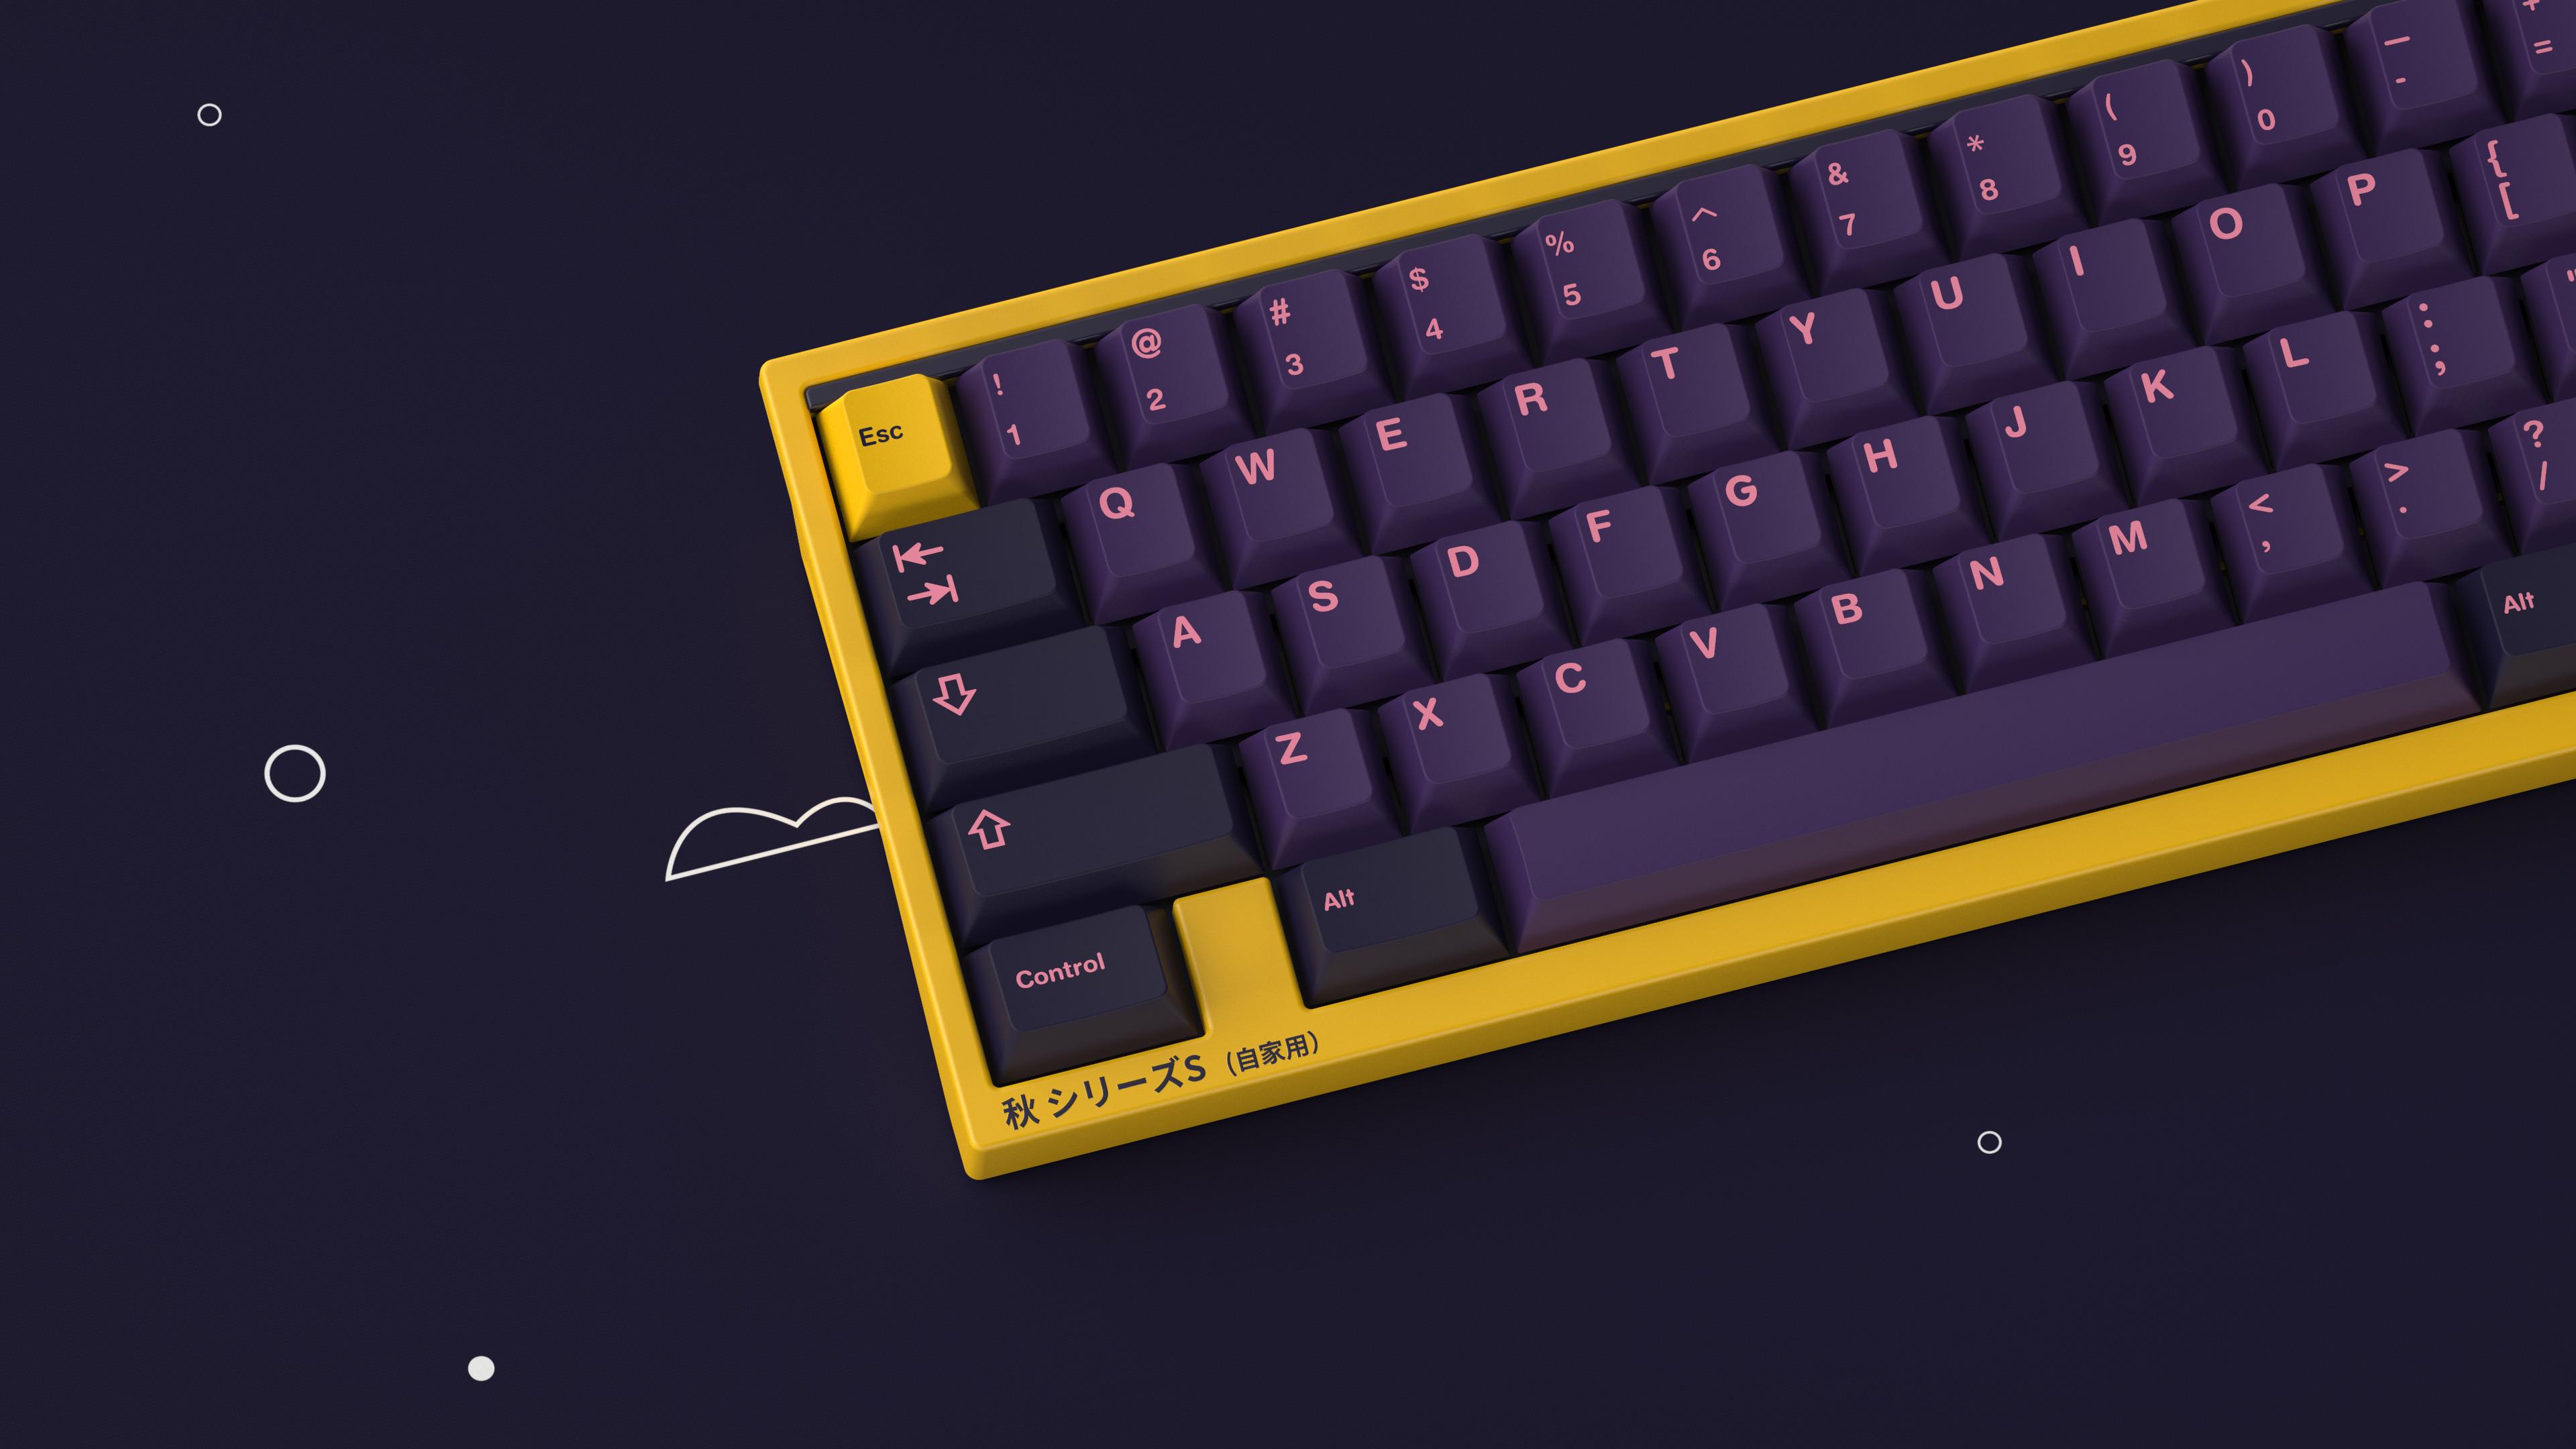 Esc ! 1 @ 2 # 3 $ 4 % 5 ^ 6 & 7 * 8 ( 9 ) 0 — - + =
Q W E R T Y U I O P { [
A S D F G H J K L : ; "
Z X C V B N M < , > . ? /
Control Alt Alt
秋 シリーズS（自家用）